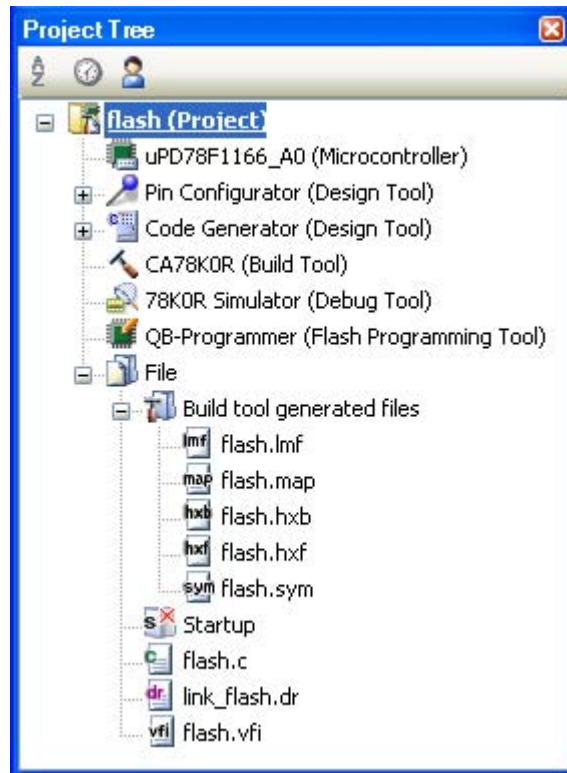 Project Tree
flash (Project)
uPD78F1166_A0 (Microcontroller)
Pin Configurator (Design Tool)
Code Generator (Design Tool)
CA78K0R (Build Tool)
78K0R Simulator (Debug Tool)
QB-Programmer (Flash Programming Tool)
File
Build tool generated files
lmf flash.lmf
map flash.map
hxb flash.hxb
hxf flash.hxf
sym flash.sym
s Startup
c flash.c
dr link_flash.dr
vfi flash.vfi